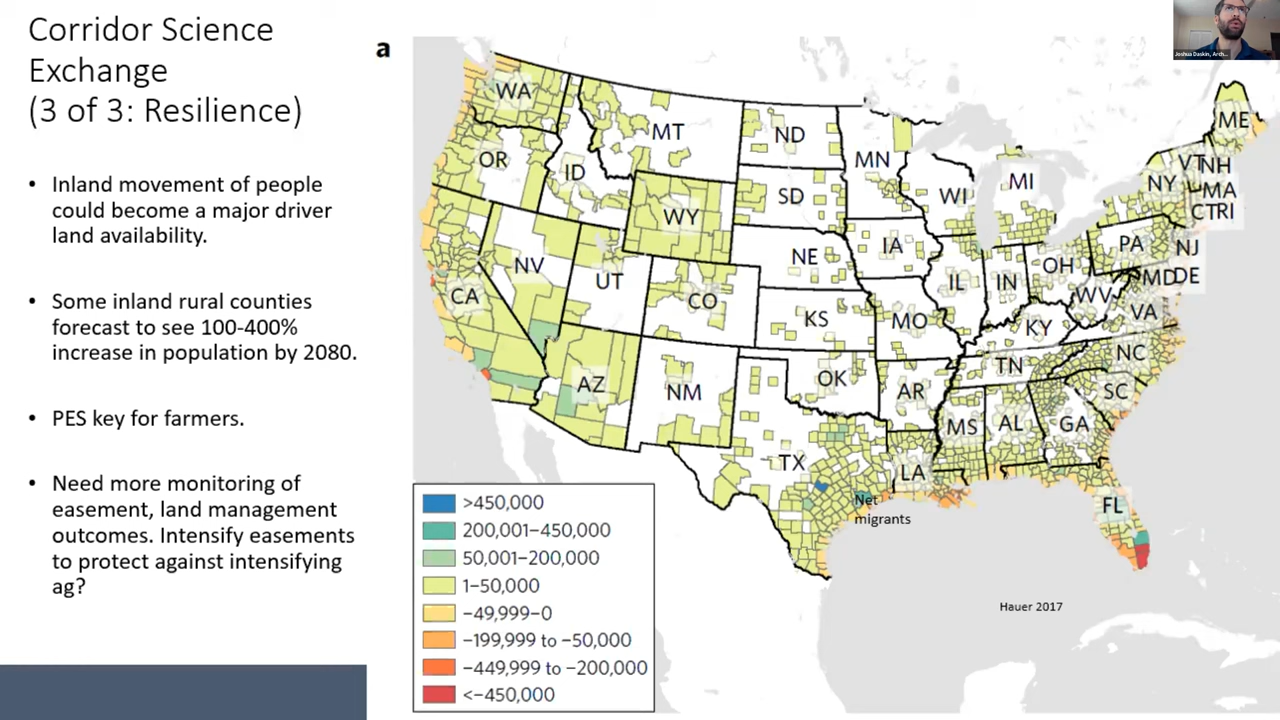 Corridor Science
Exchange
(3 of 3: Resilience)
• Inland movement of people
could become a major driver
land availability.
• Some inland rural counties
forecast to see 100-400%
increase in population by 2080.
• PES key for farmers.
• Need more monitoring of
easement, land management
outcomes. Intensify easements
to protect against intensifying
ag?
a
WA
MT
ND
MN
ME
OR
ID
SD
WI
MI
VT
NH
NY
MA
CT
RI
WY
NE
IA
PA
NJ
NV
UT
CO
IL
IN
OH
MD
DE
CA
KS
MO
WV
VA
KY
NC
AZ
NM
OK
AR
TN
SC
MS
AL
GA
TX
LA
FL
Net
migrants
>450,000
200,001–450,000
50,001–200,000
1–50,000
−49,999–0
−199,999 to −50,000
−449,999 to −200,000
<−450,000
Hauer 2017
Joshua Daskin, Arch...